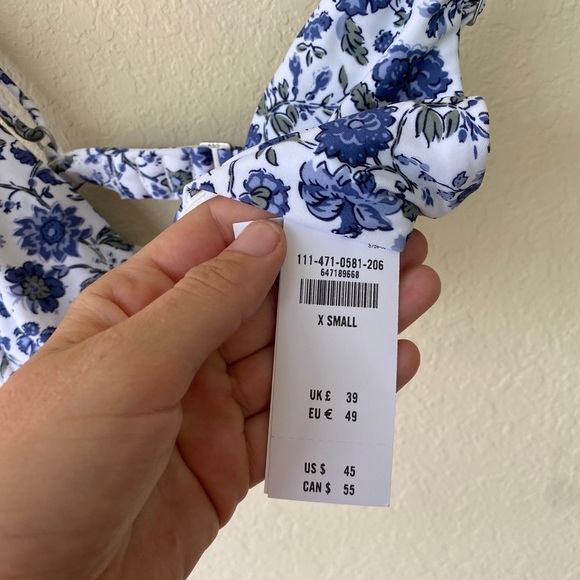 111-471-0581-206
647189668
X SMALL
UK £ 39
EU € 49
US $ 45
CAN $ 55